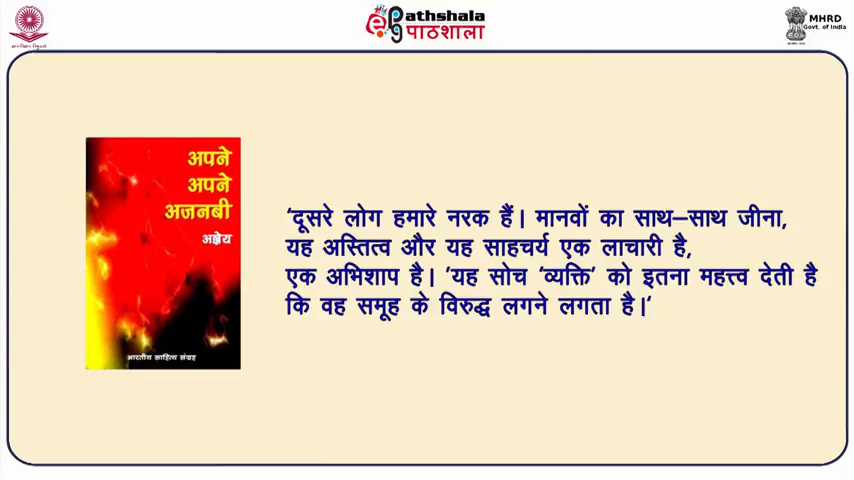 ePathshala
पाठशाला
MHRD
Govt. of India
अपने
अपने
अजनबी
अज्ञेय
भारतीय साहित्य संग्रह
‘दूसरे लोग हमारे नरक हैं। मानवों का साथ–साथ जीना,
यह अस्तित्व और यह साहचर्य एक लाचारी है,
एक अभिशाप है। ’यह सोच ‘व्यक्ति’ को इतना महत्त्व देती है
कि वह समूह के विरुद्ध लगने लगता है।‘